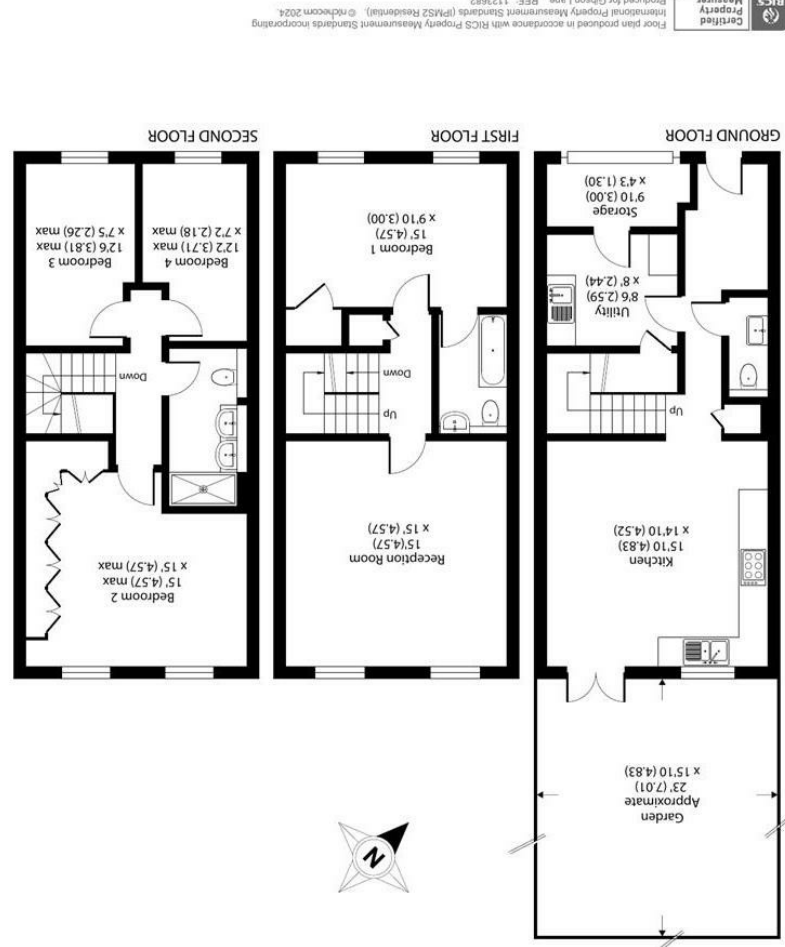 Garden
Approximate
23' (7.01)
x 15'10 (4.83)
N
Kitchen
15'10 (4.83)
x 14'10 (4.52)
Up
Utility
8'6 (2.59)
x 8' (2.44)
Storage
9'10 (3.00)
x 4'3 (1.30)
GROUND FLOOR
Reception Room
15' (4.57)
x 15' (4.57)
Up
Down
Bedroom 1
15' (4.57)
x 9'10 (3.00)
FIRST FLOOR
Bedroom 2
15' (4.57) max
x 15' (4.57) max
Down
Bedroom 4
12'2 (3.71) max
x 7'2 (2.18) max
Bedroom 3
12'6 (3.81) max
x 7'5 (2.26) max
SECOND FLOOR
RICS
Certified
Property
Measurer
Floor plan produced in accordance with RICS Property Measurement Standards incorporating
International Property Measurement Standards (IPMS2 Residential). © nichecom 2024.
Produced for Gibson Lane. REF: 1123682